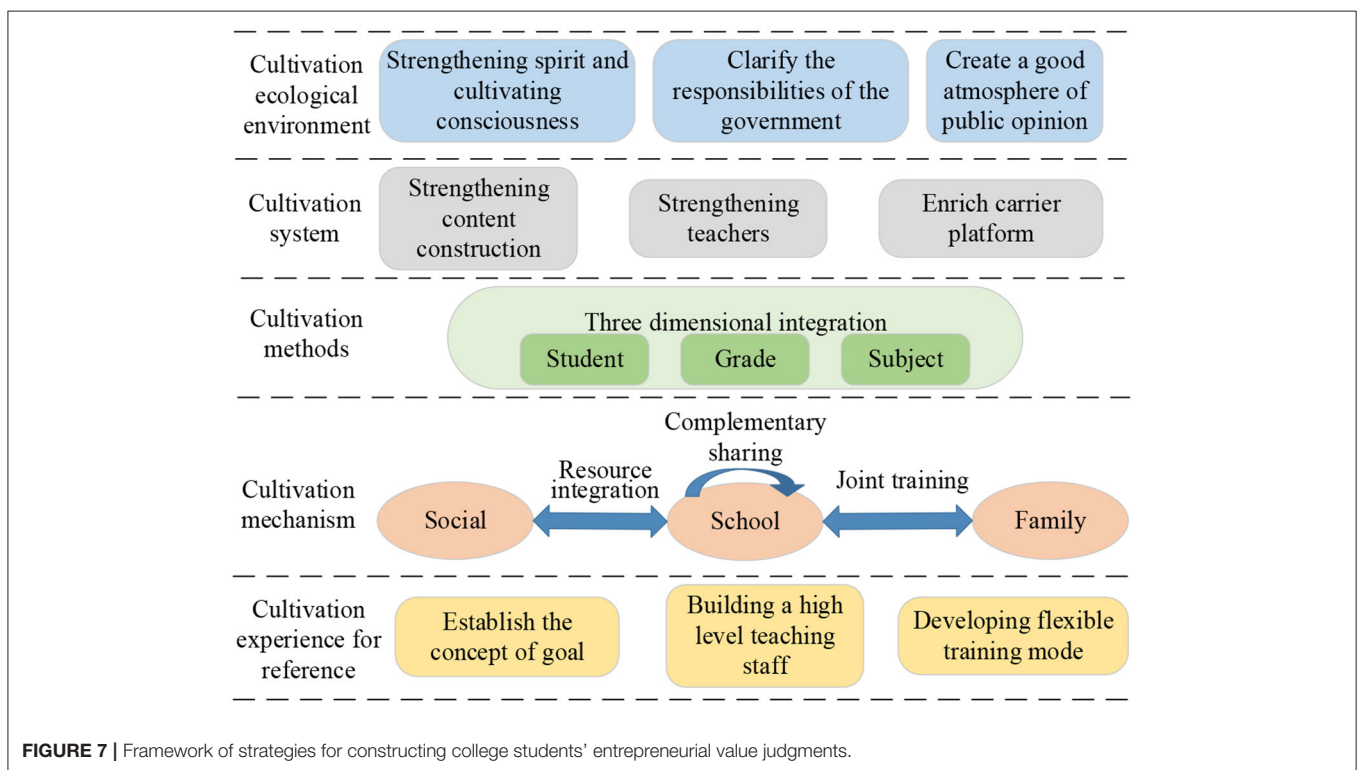 Cultivation
ecological
environment
Strengthening spirit and
cultivating
consciousness
Clarify the
responsibilities of the
government
Create a good
atmosphere of
public opinion
Cultivation
system
Strengthening
content
construction
Strengthening
teachers
Enrich carrier
platform
Cultivation
methods
Three dimensional integration
Student
Grade
Subject
Cultivation
mechanism
Social
Resource
integration
Complementary
sharing
School
Joint training
Family
Cultivation
experience for
reference
Establish the
concept of goal
Building a high
level teaching
staff
Developing flexible
training mode
FIGURE 7 | Framework of strategies for constructing college students' entrepreneurial value judgments.